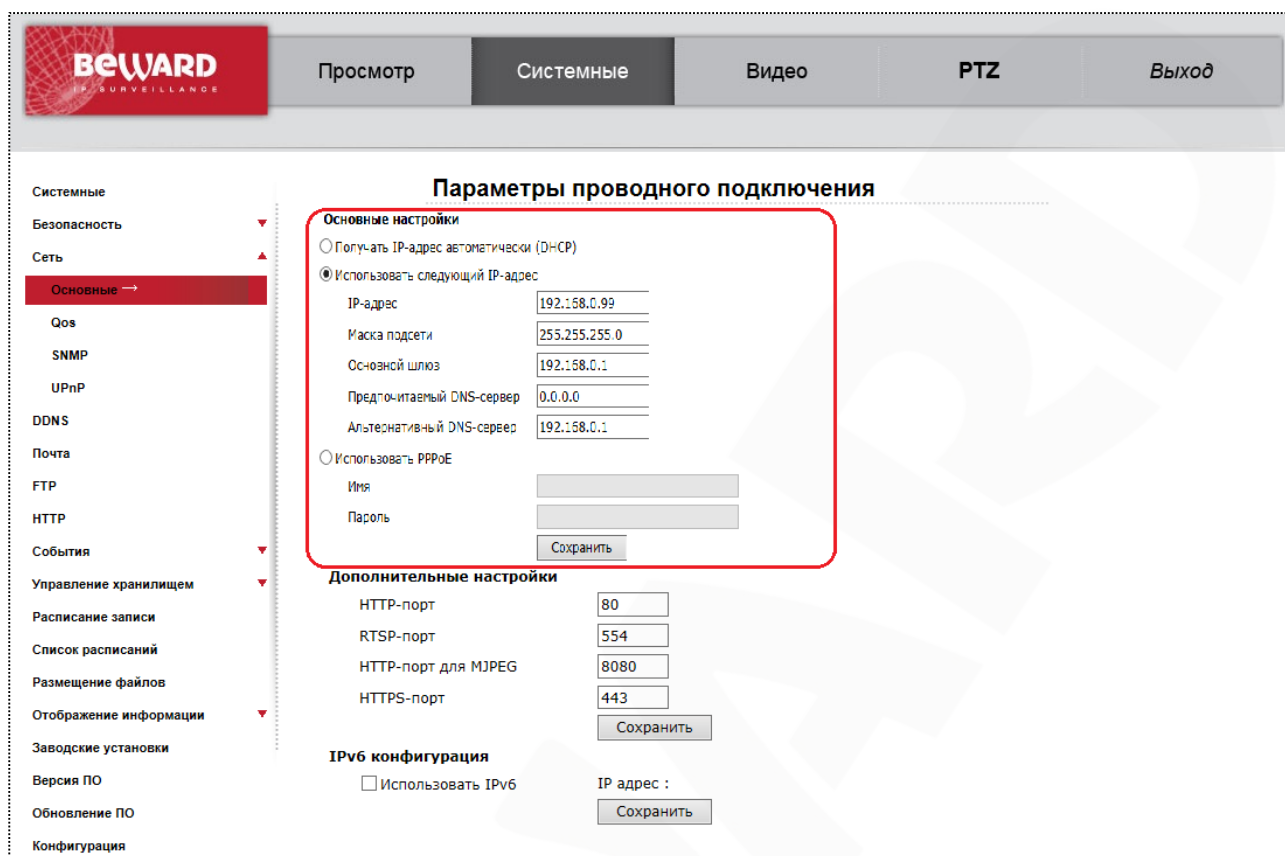 BEWARD
IP SURVEILLANCE
Просмотр
Системные
Видео
PTZ
Выход
Системные
Безопасность
Сеть
Основные →
Qos
SNMP
UPnP
DDNS
Почта
FTP
HTTP
События
Управление хранилищем
Расписание записи
Список расписаний
Размещение файлов
Отображение информации
Заводские установки
Версия ПО
Обновление ПО
Конфигурация
Параметры проводного подключения
Основные настройки
Получать IP-адрес автоматически (DHCP)
Использовать следующий IP-адрес
IP-адрес 192.168.0.99
Маска подсети 255.255.255.0
Основной шлюз 192.168.0.1
Предпочитаемый DNS-сервер 0.0.0.0
Альтернативный DNS-сервер 192.168.0.1
Использовать PPPoE
Имя
Пароль
Сохранить
Дополнительные настройки
HTTP-порт 80
RTSP-порт 554
HTTP-порт для MJPEG 8080
HTTPS-порт 443
Сохранить
IPv6 конфигурация
Использовать IPv6 IP адрес :
Сохранить